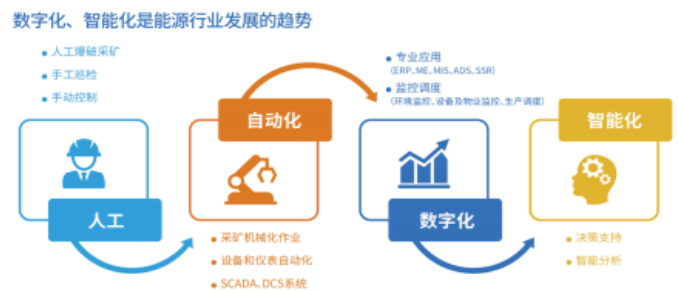 数字化、智能化是能源行业发展的趋势
● 人工爆破采矿
● 手工巡检
● 手动控制
人工
自动化
● 采矿机械化作业
● 设备和仪表自动化
● SCADA、DCS系统
● 专业应用
(ERP、ME、MIS、ADS、SSR)
● 监控调度
(环境监控、设备及物业监控、生产调度)
数字化
智能化
● 决策支持
● 智能分析